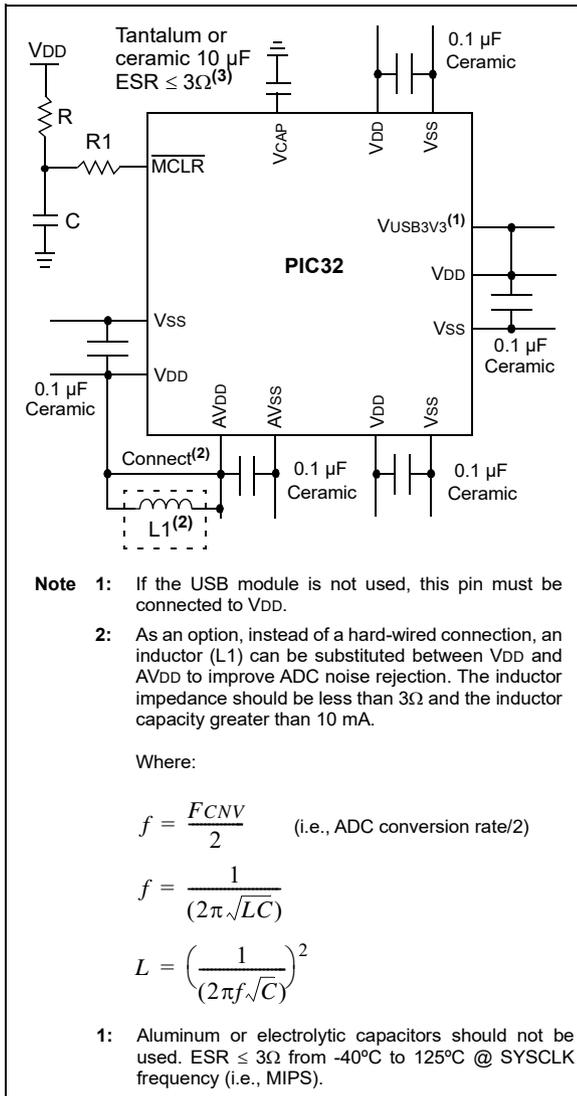 VDD
Tantalum or
ceramic 10 µF
ESR ≤ 3Ω(3)
0.1 µF
Ceramic
R
R1
MCLR
C
VCAP
VDD
VSS
VUSB3V3(1)
PIC32
VDD
VSS
VSS
VDD
0.1 µF
Ceramic
0.1 µF
Ceramic
AVDD
AVSS
VDD
VSS
Connect(2)
0.1 µF
Ceramic
0.1 µF
Ceramic
L1(2)
Note 1: If the USB module is not used, this pin must be
connected to VDD.
2: As an option, instead of a hard-wired connection, an
inductor (L1) can be substituted between VDD and
AVDD to improve ADC noise rejection. The inductor
impedance should be less than 3Ω and the inductor
capacity greater than 10 mA.
Where:
f = FCNV/2 (i.e., ADC conversion rate/2)
f = 1/(2π√LC)
L = (1/(2πf√C))²
1: Aluminum or electrolytic capacitors should not be
used. ESR ≤ 3Ω from -40ºC to 125ºC @ SYSCLK
frequency (i.e., MIPS).